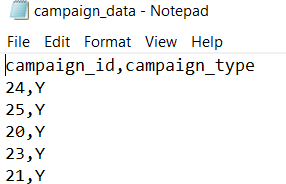 campaign_data - Notepad
File Edit Format View Help
campaign_id,campaign_type
24,Y
25,Y
20,Y
23,Y
21,Y